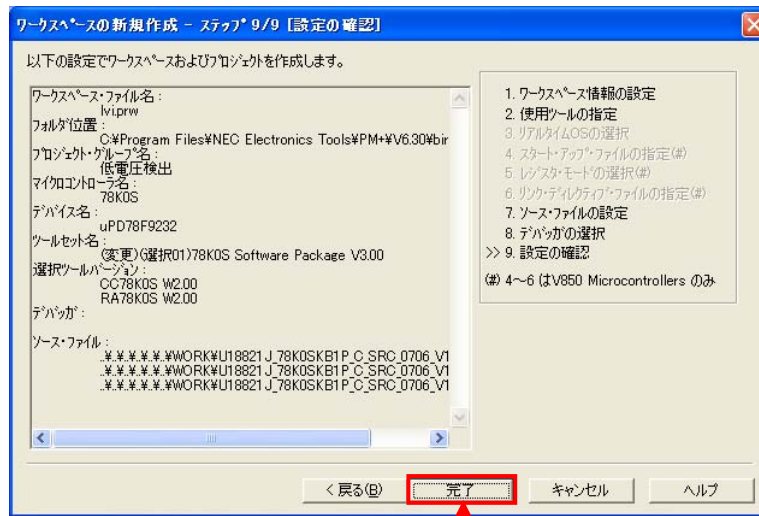 ワークスペースの新規作成 - ステップ 9/9 [設定の確認]
以下の設定でワークスペースおよびプロジェクトを作成します。
ワークスペース・ファイル名 :
lvi.prw
フォルダ位置 :
C:¥Program Files¥NEC Electronics Tools¥PM+¥V6.30¥bin
プロジェクト・グループ名 :
低電圧検出
マイクロコントローラ名 :
78K0S
デバイス名 :
uPD78F9232
ツールセット名 :
(変更)(選択01)78K0S Software Package V3.00
選択ツールバージョン :
CC78K0S W2.00
RA78K0S W2.00
デバッガ :
ソース・ファイル :
..¥..¥..¥..¥..¥..¥WORK¥U18821J_78K0SKB1P_C_SRC_0706_V1
..¥..¥..¥..¥..¥..¥WORK¥U18821J_78K0SKB1P_C_SRC_0706_V1
..¥..¥..¥..¥..¥..¥WORK¥U18821J_78K0SKB1P_C_SRC_0706_V1
1. ワークスペース情報の設定
2. 使用ツールの指定
3. リアルタイムOSの選択
4. スタート・アップ・ファイルの指定(#)
5. レジスタ・モードの選択(#)
6. リンク・ディレクティブ・ファイルの指定(#)
7. ソース・ファイルの設定
8. デバッガの選択
>> 9. 設定の確認
(#) 4~6 はV850 Microcontrollers のみ
< 戻る(B)
完了
キャンセル
ヘルプ